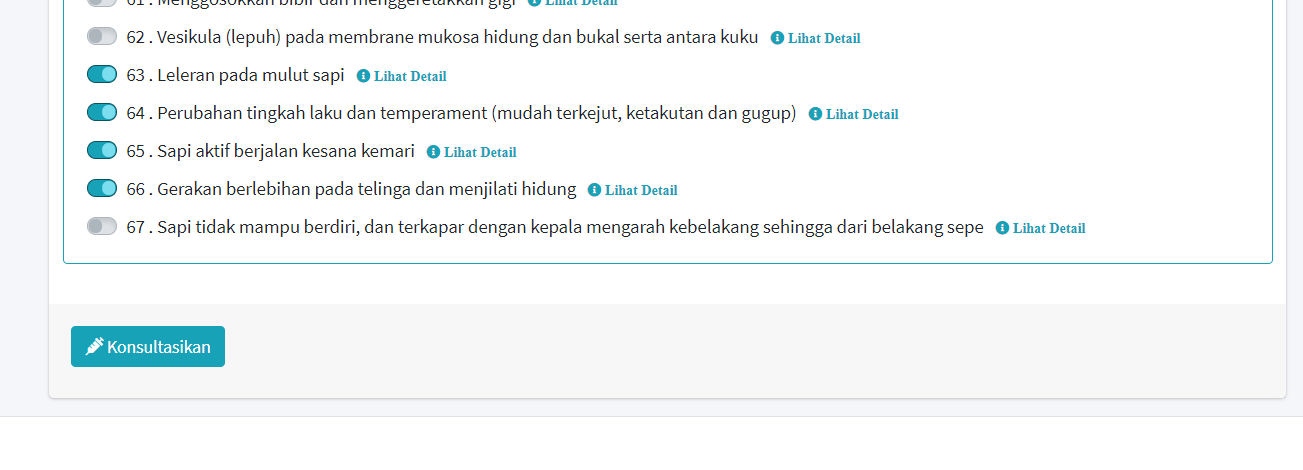 61 . Menggosokkan bibir dan menggeretakkan gigi Lihat Detail
62 . Vesikula (lepuh) pada membrane mukosa hidung dan bukal serta antara kuku Lihat Detail
63 . Leleran pada mulut sapi Lihat Detail
64 . Perubahan tingkah laku dan temperament (mudah terkejut, ketakutan dan gugup) Lihat Detail
65 . Sapi aktif berjalan kesana kemari Lihat Detail
66 . Gerakan berlebihan pada telinga dan menjilati hidung Lihat Detail
67 . Sapi tidak mampu berdiri, dan terkapar dengan kepala mengarah kebelakang sehingga dari belakang sepe Lihat Detail
Konsultasikan